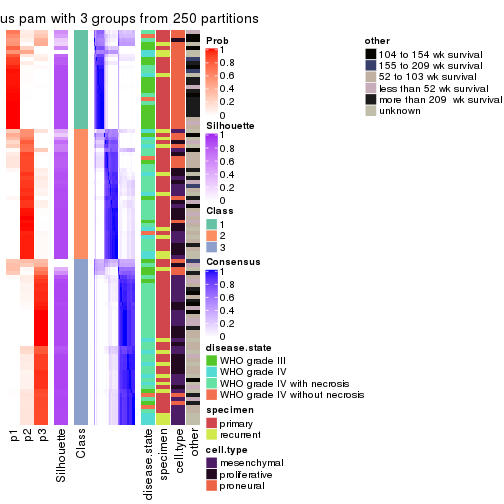 us pam with 3 groups from 250 partitions
Prob
1
0.8
0.6
0.4
0.2
0
Silhouette
1
0.8
0.6
0.4
0.2
0
Class
1
2
3
Consensus
1
0.8
0.6
0.4
0.2
0
disease.state
WHO grade III
WHO grade IV
WHO grade IV with necrosis
WHO grade IV without necrosis
specimen
primary
recurrent
cell.type
mesenchymal
proliferative
proneural
other
104 to 154 wk survival
155 to 209 wk survival
52 to 103 wk survival
less than 52 wk survival
more than 209  wk survival
unknown
p1
p2
p3
Silhouette
Class
disease.state
specimen
cell.type
other